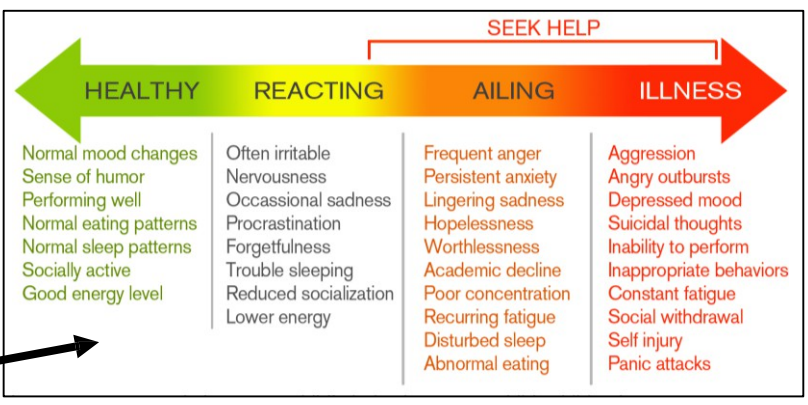 SEEK HELP
HEALTHY REACTING AILING ILLNESS
Normal mood changes
Sense of humor
Performing well
Normal eating patterns
Normal sleep patterns
Socially active
Good energy level
Often irritable
Nervousness
Occassional sadness
Procrastination
Forgetfulness
Trouble sleeping
Reduced socialization
Lower energy
Frequent anger
Persistent anxiety
Lingering sadness
Hopelessness
Worthlessness
Academic decline
Poor concentration
Recurring fatigue
Disturbed sleep
Abnormal eating
Aggression
Angry outbursts
Depressed mood
Suicidal thoughts
Inability to perform
Inappropriate behaviors
Constant fatigue
Social withdrawal
Self injury
Panic attacks